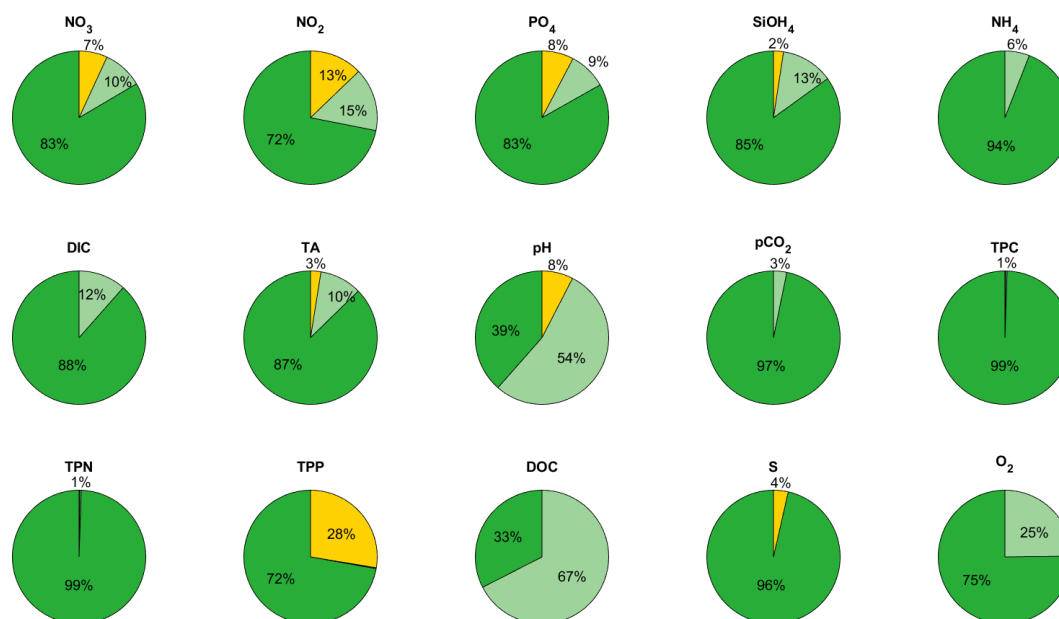 NO3 NO2 PO4 SiOH4 NH4
7% 8% 2% 6%
10% 13% 9% 13%
15%
83% 72% 83% 85% 94%
DIC TA pH pCO2 TPC
3% 8% 3% 1%
12% 10%
39% 54%
88% 87% 97% 99%
TPN TPP DOC S O2
1% 4%
28% 33% 25%
99% 72% 67% 96% 75%